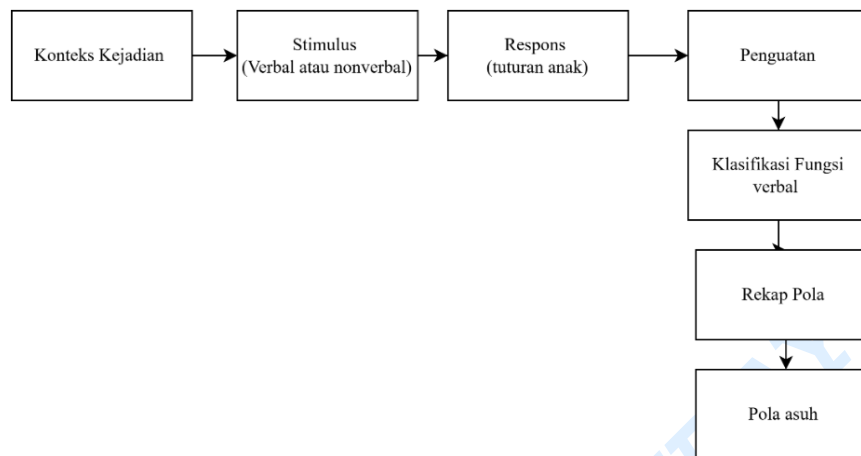 Konteks Kejadian
Stimulus
(Verbal atau nonverbal)
Respons
(tuturan anak)
Penguatan
Klasifikasi Fungsi
verbal
Rekap Pola
Pola asuh